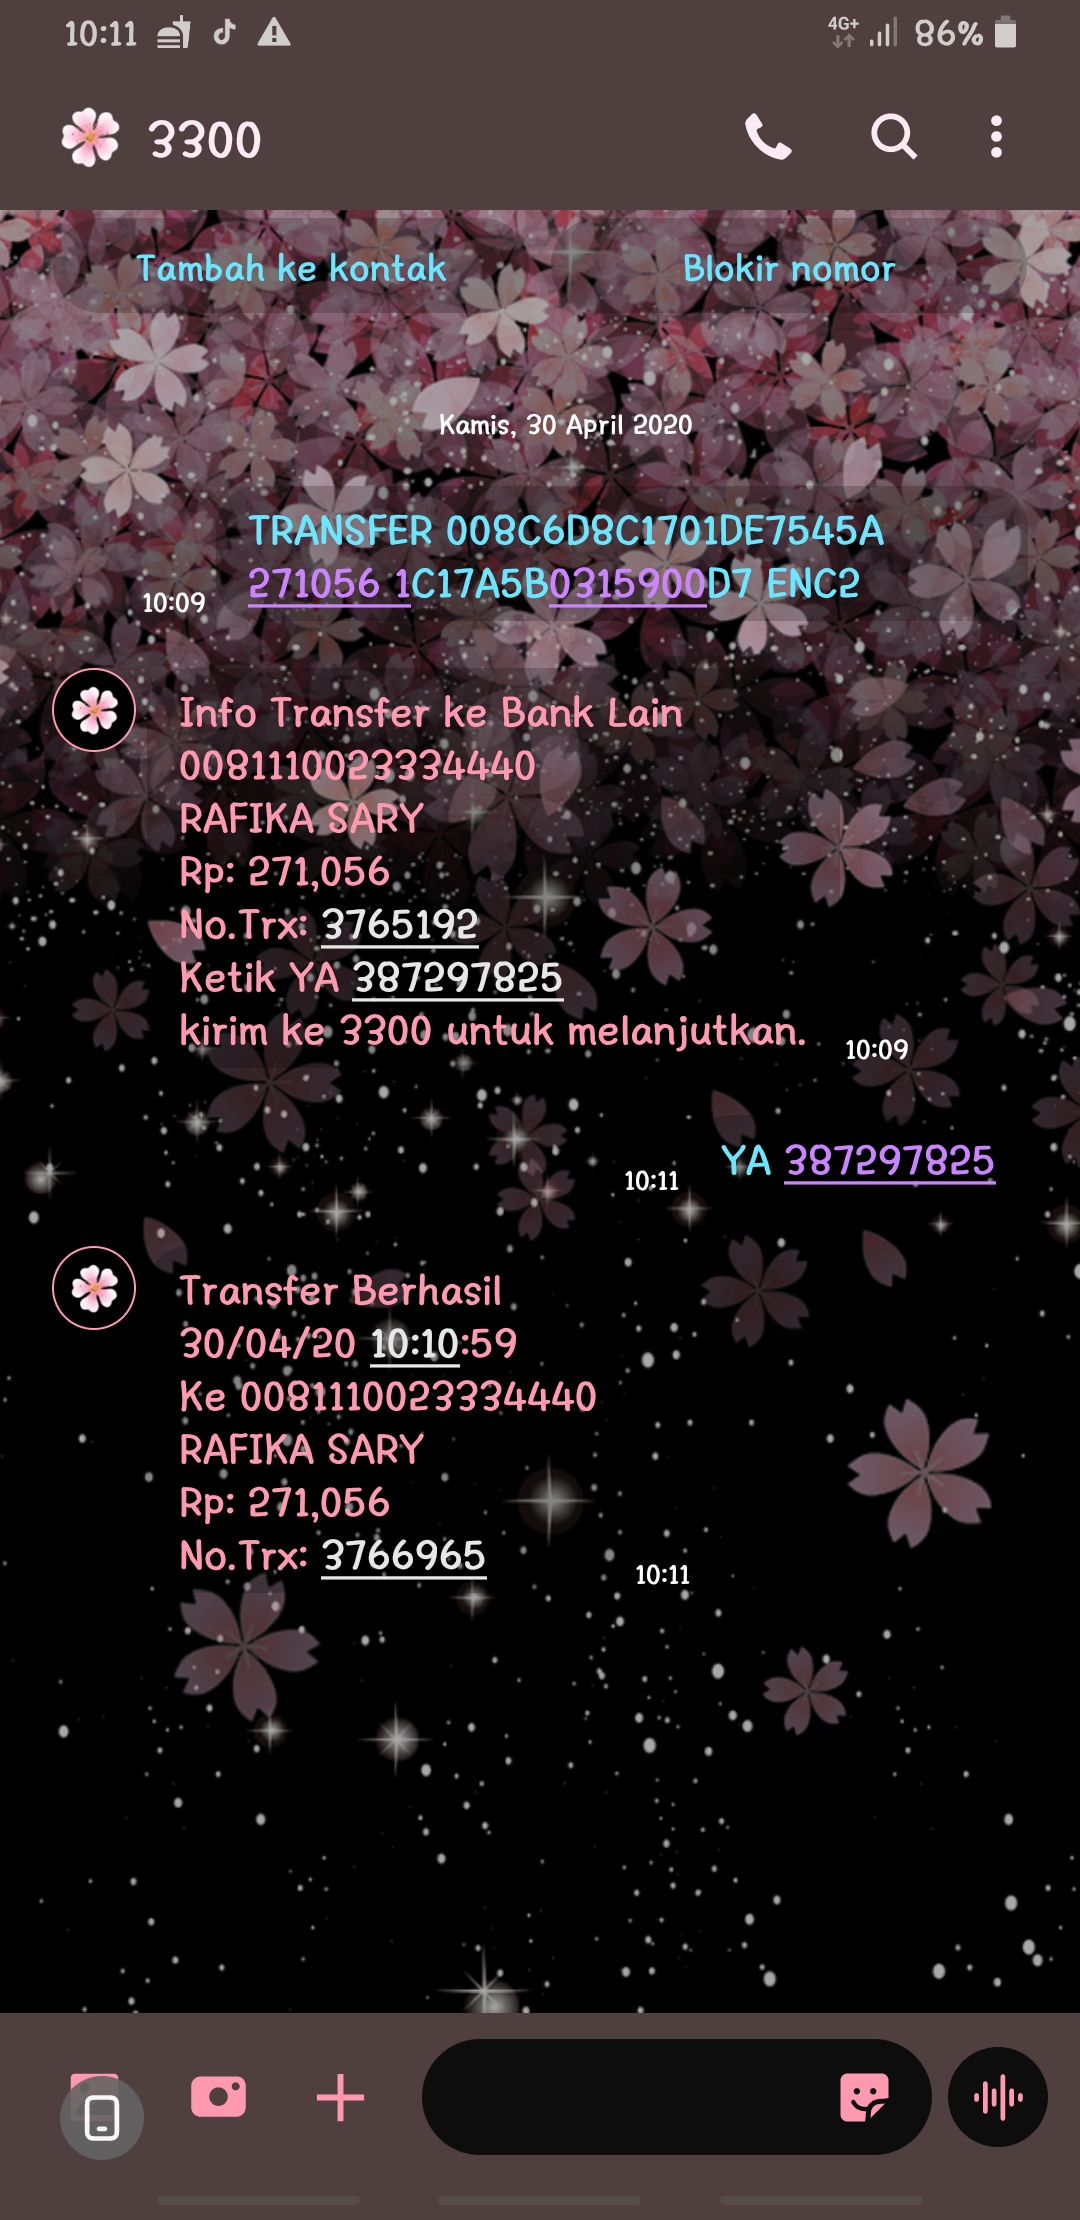 10:11
4G+
86%
3300
Tambah ke kontak
Blokir nomor
Kamis, 30 April 2020
TRANSFER 008C6D8C1701DE7545A
271056 1C17A5B0315900D7 ENC2
10:09
Info Transfer ke Bank Lain
0081110023334440
RAFIKA SARY
Rp: 271,056
No.Trx: 3765192
Ketik YA 387297825
kirim ke 3300 untuk melanjutkan.
10:09
YA 387297825
10:11
Transfer Berhasil
30/04/20 10:10:59
Ke 0081110023334440
RAFIKA SARY
Rp: 271,056
No.Trx: 3766965
10:11